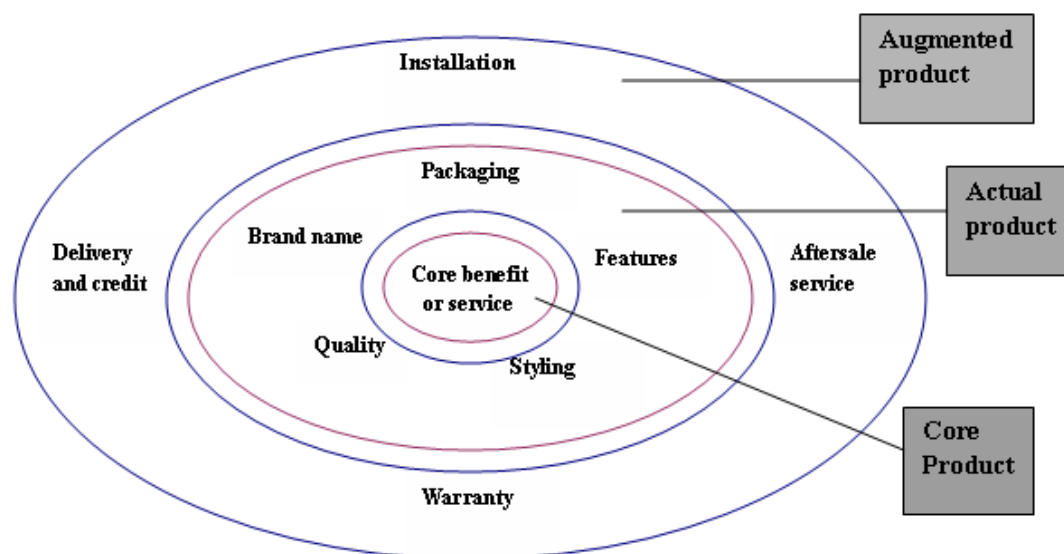 Augmented
product
Installation
Packaging
Actual
product
Brand name
Delivery
and credit
Features
Aftersale
service
Core benefit
or service
Quality
Styling
Core
Product
Warranty